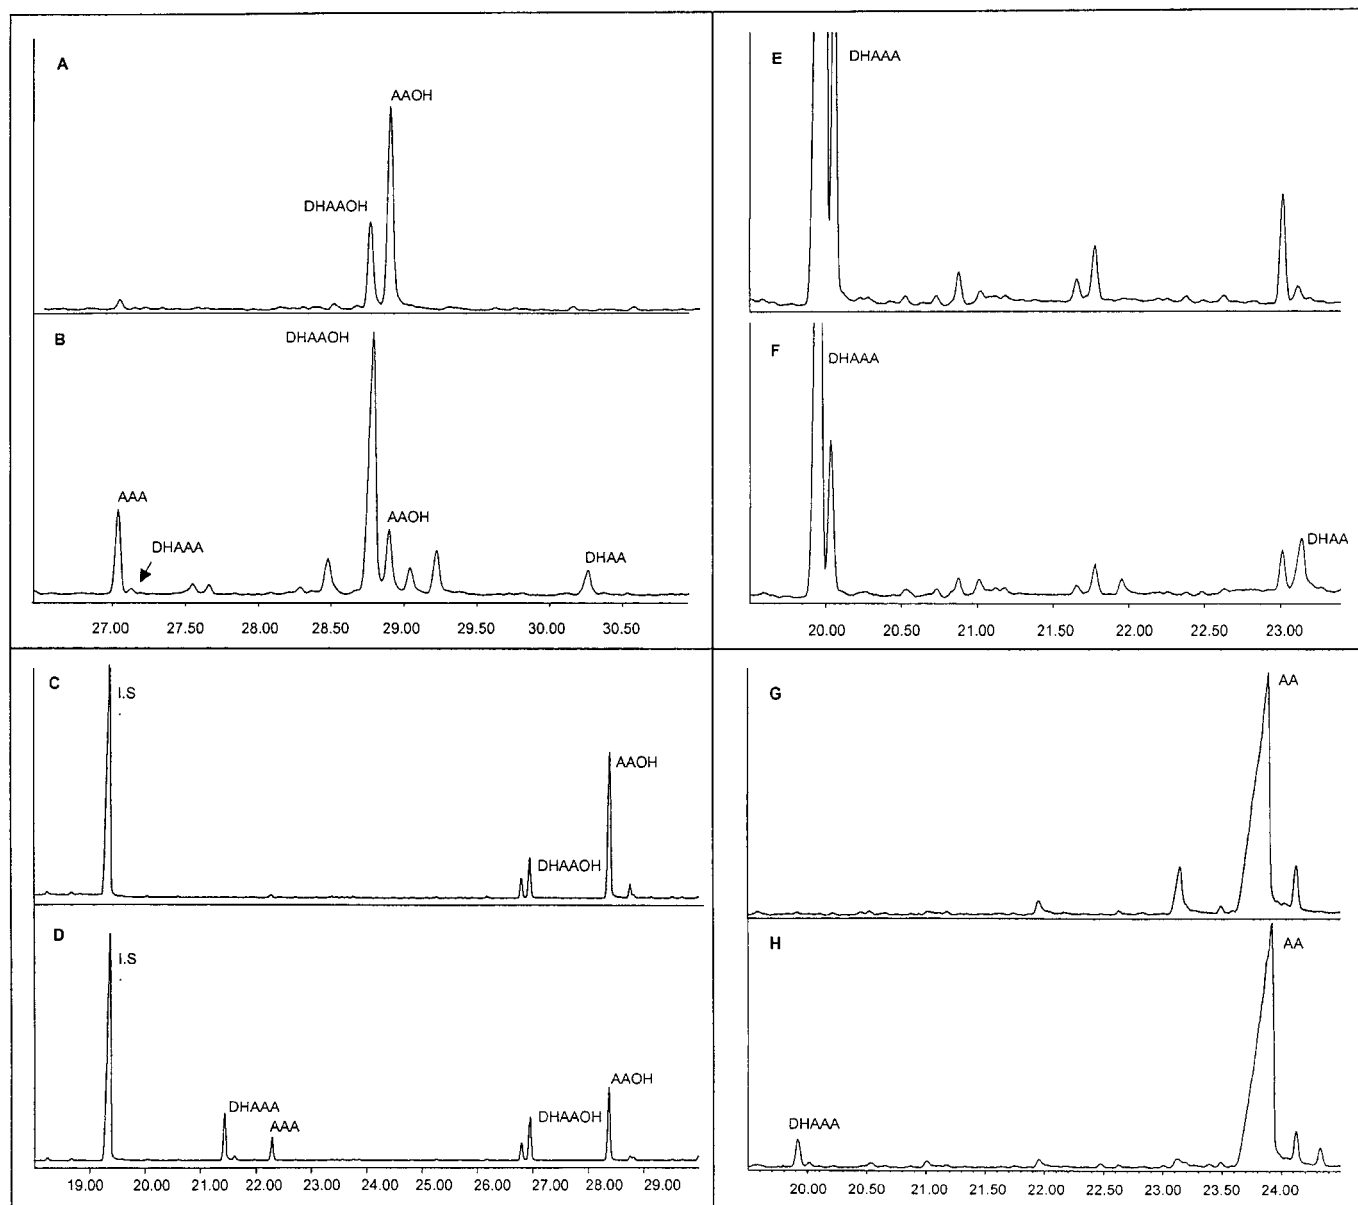 A
AAOH
DHAAOH
B
DHAAOH
AAA
DHAAA
AAOH
DHAA
27.00 27.50 28.00 28.50 29.00 29.50 30.00 30.50
C
I.S
AAOH
DHAAOH
D
I.S
DHAAA
AAA
DHAAOH
AAOH
19.00 20.00 21.00 22.00 23.00 24.00 25.00 26.00 27.00 28.00 29.00
E
DHAAA
F
DHAAA
DHAA
20.00 20.50 21.00 21.50 22.00 22.50 23.00
G
AA
H
AA
DHAAA
20.00 20.50 21.00 21.50 22.00 22.50 23.00 23.50 24.00